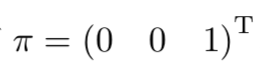 π = (0 0 1)ᵀ